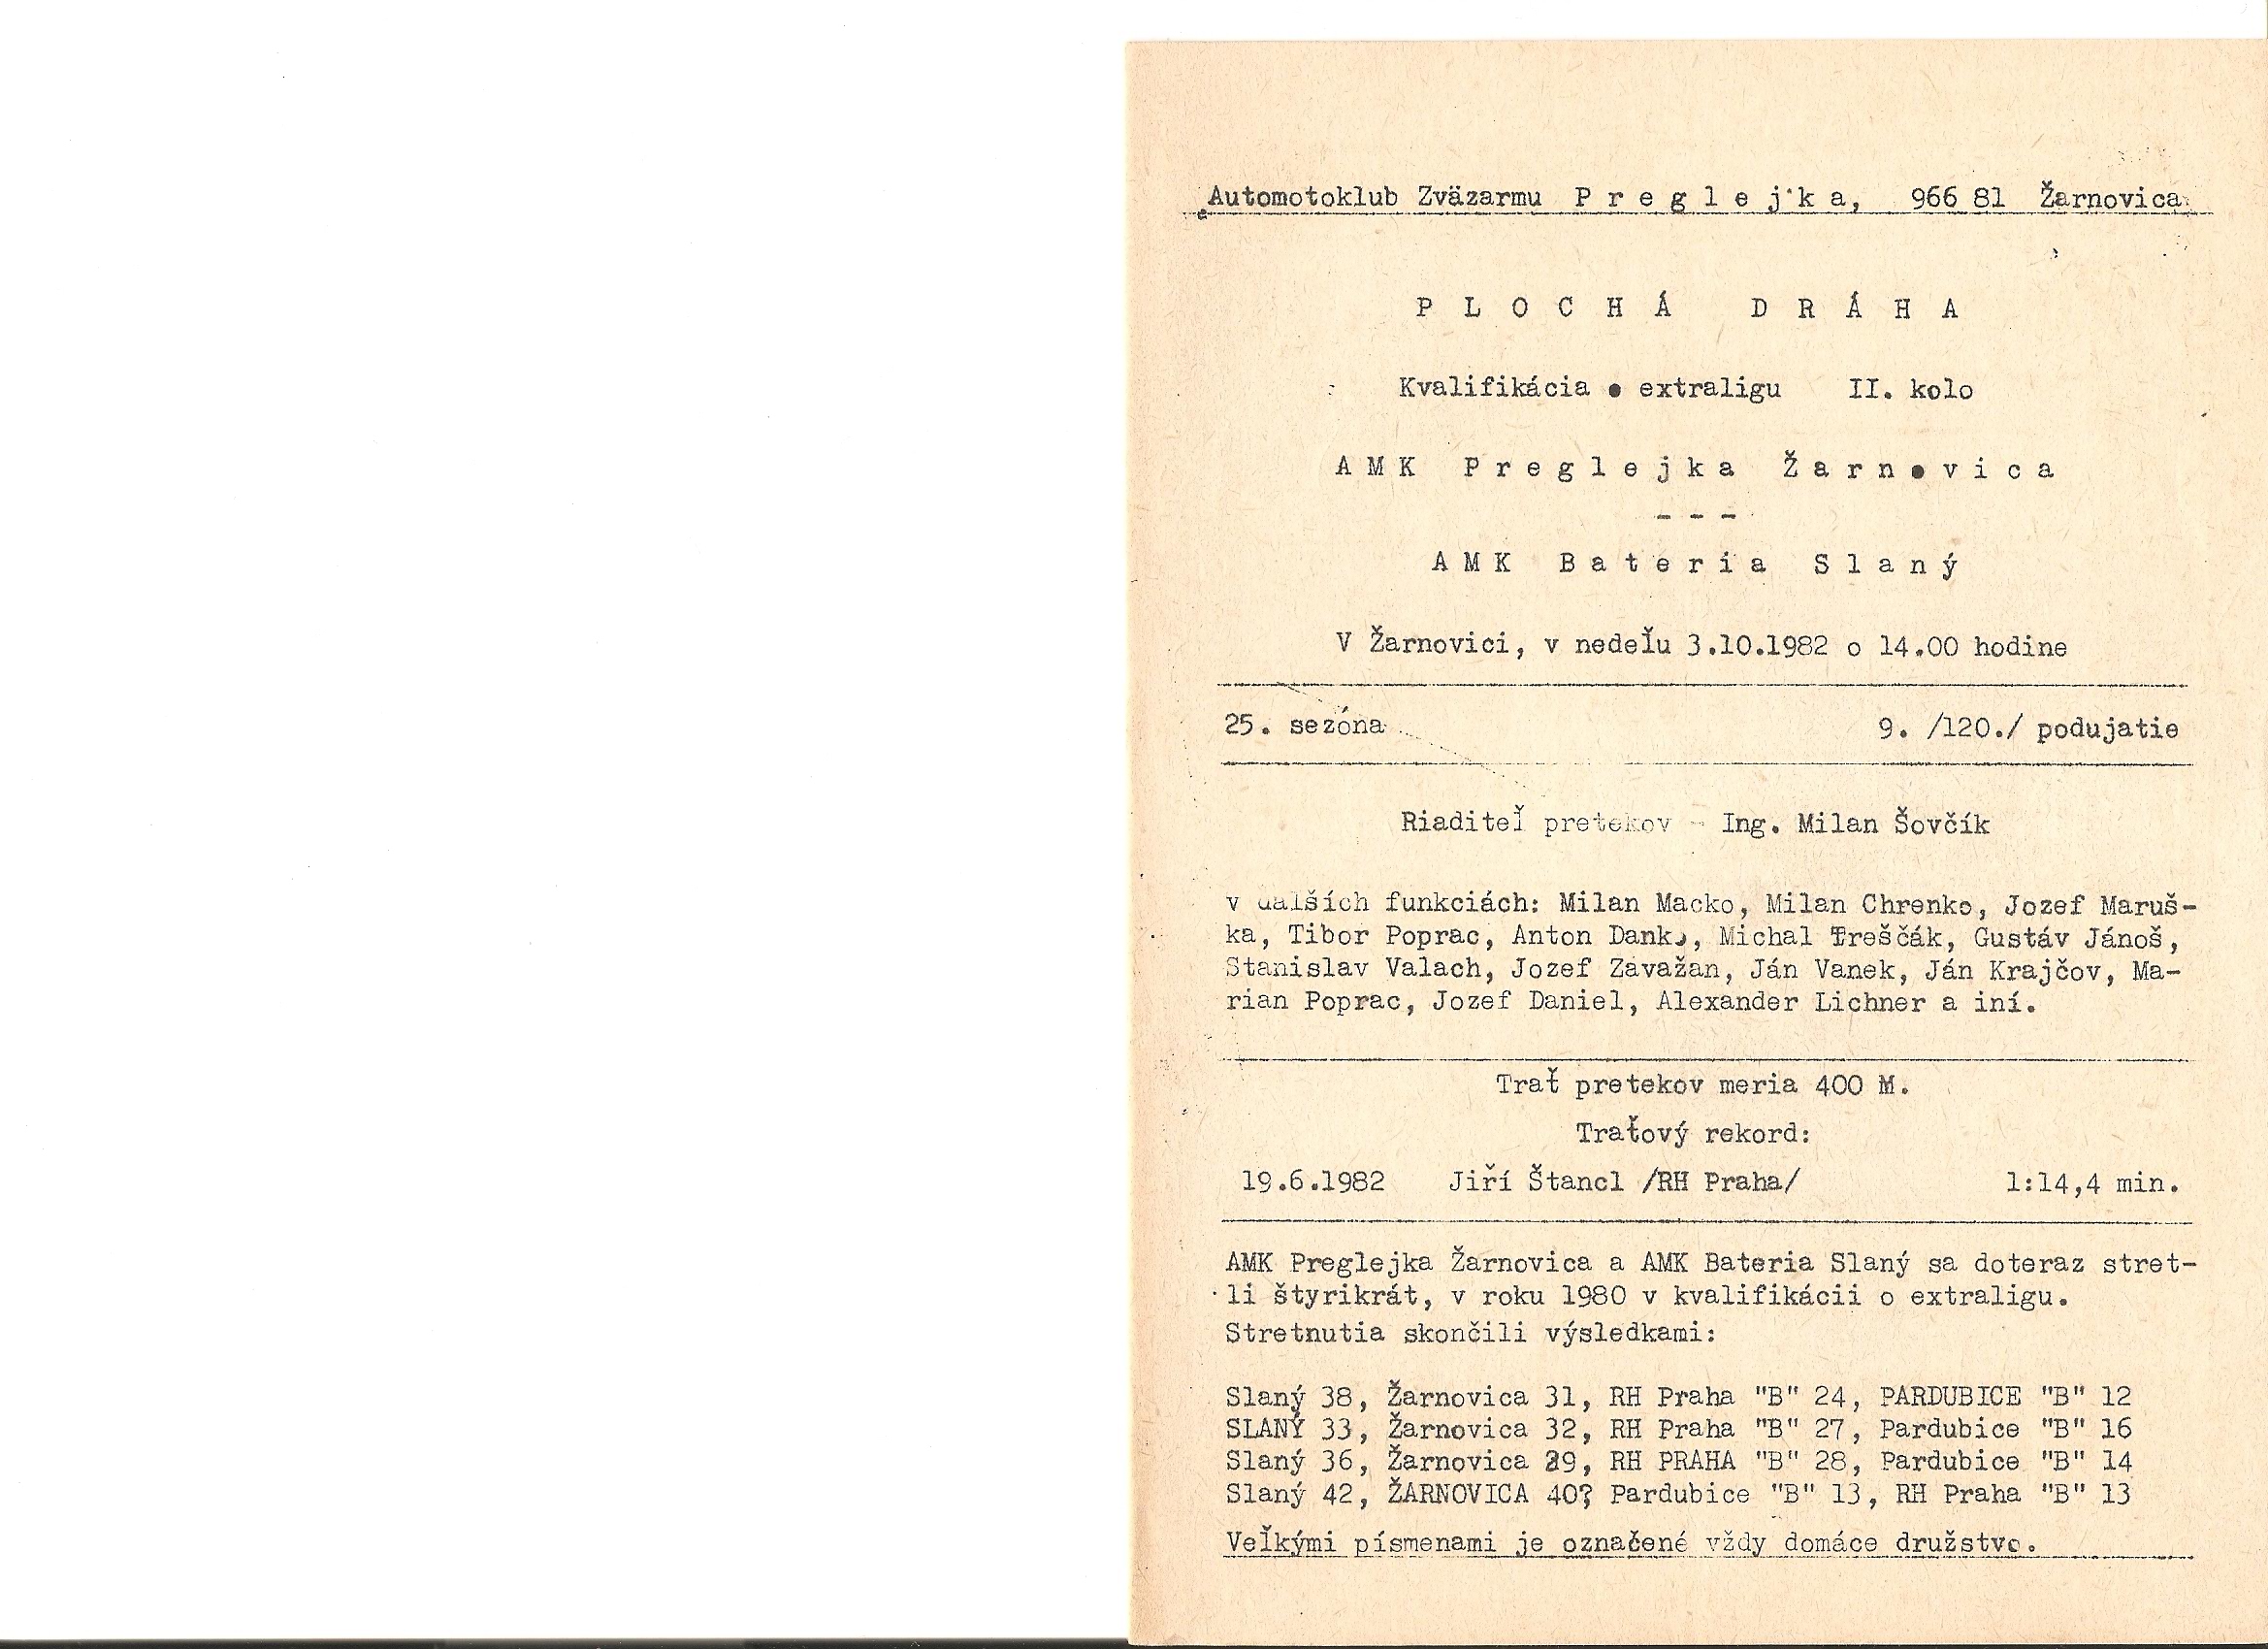 Automotoklub Zväzarmu P r e g l e j k a, 966 81 Žarnovica
P L O C H Á D R Á H A
Kvalifikácia o extraligu II. kolo
A M K P r e g l e j k a Ž a r n o v i c a
- - -
A M K B a t e r i a S l a n ý
V Žarnovici, v nedeľu 3.10.1982 o 14.00 hodine
25. sezóna 9. /120./ podujatie
Riaditeľ pretekov - Ing. Milan Šovčík
v ďalších funkciách: Milan Macko, Milan Chrenko, Jozef Maruš-
ka, Tibor Poprac, Anton Danko, Michal Treščák, Gustáv Jánoš,
Stanislav Valach, Jozef Zavažan, Ján Vanek, Ján Krajčov, Ma-
rian Poprac, Jozef Daniel, Alexander Lichner a iní.
Trať pretekov meria 400 M.
Traťový rekord:
19.6.1982 Jiří Štancl /RH Praha/ 1:14,4 min.
AMK Preglejka Žarnovica a AMK Bateria Slaný sa doteraz stret-
li štyrikrát, v roku 1980 v kvalifikácii o extraligu.
Stretnutia skončili výsledkami:
Slaný 38, Žarnovica 31, RH Praha "B" 24, PARDUBICE "B" 12
SLANÝ 33, Žarnovica 32, RH Praha "B" 27, Pardubice "B" 16
Slaný 36, Žarnovica 29, RH PRAHA "B" 28, Pardubice "B" 14
Slaný 42, ŽARNOVICA 40, Pardubice "B" 13, RH Praha "B" 13
Veľkými písmenami je označené vždy domáce družstvo.